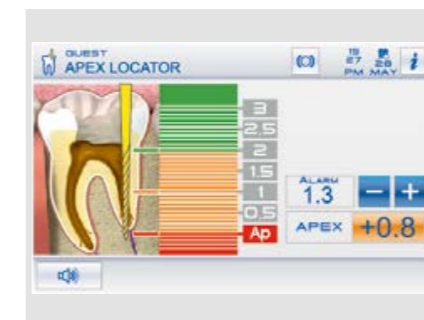 GUEST
APEX LOCATOR
19 27 PM
28 MAY
i
3
2.5
2
1.5
1
0.5
Ap
ALARM
1.3
− +
APEX +0.8